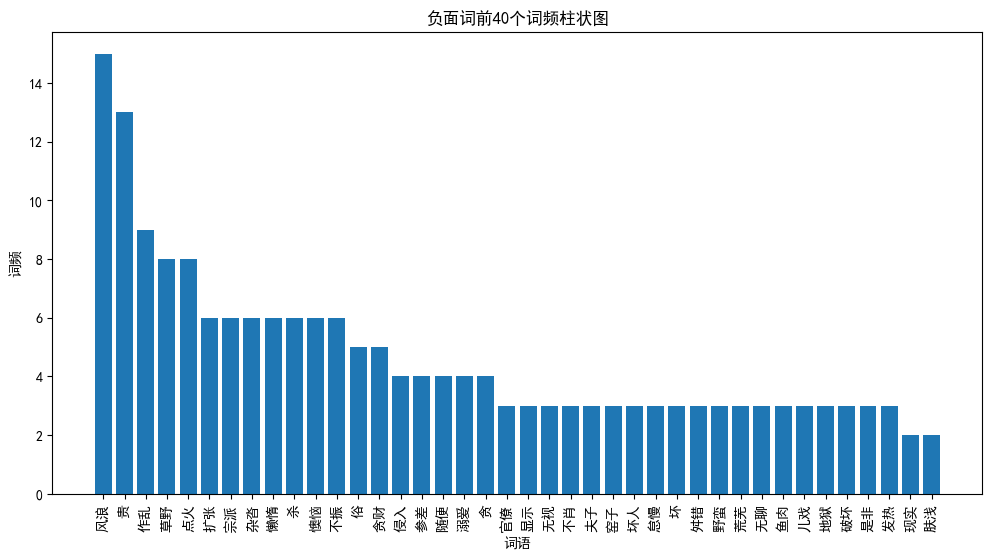 负面词前40个词频柱状图
词频
14
12
10
8
6
4
2
0
风浪
贵
作乱
草野
点火
扩张
宗派
杂沓
懒惰
杀
懊恼
不振
俗
贪财
侵入
参差
随便
溺爱
贪
官僚
显示
无视
不肖
夫子
窑子
坏人
怠慢
坏
舛错
野蛮
荒芜
无聊
鱼肉
儿戏
地狱
破坏
是非
发热
现实
肤浅
词语